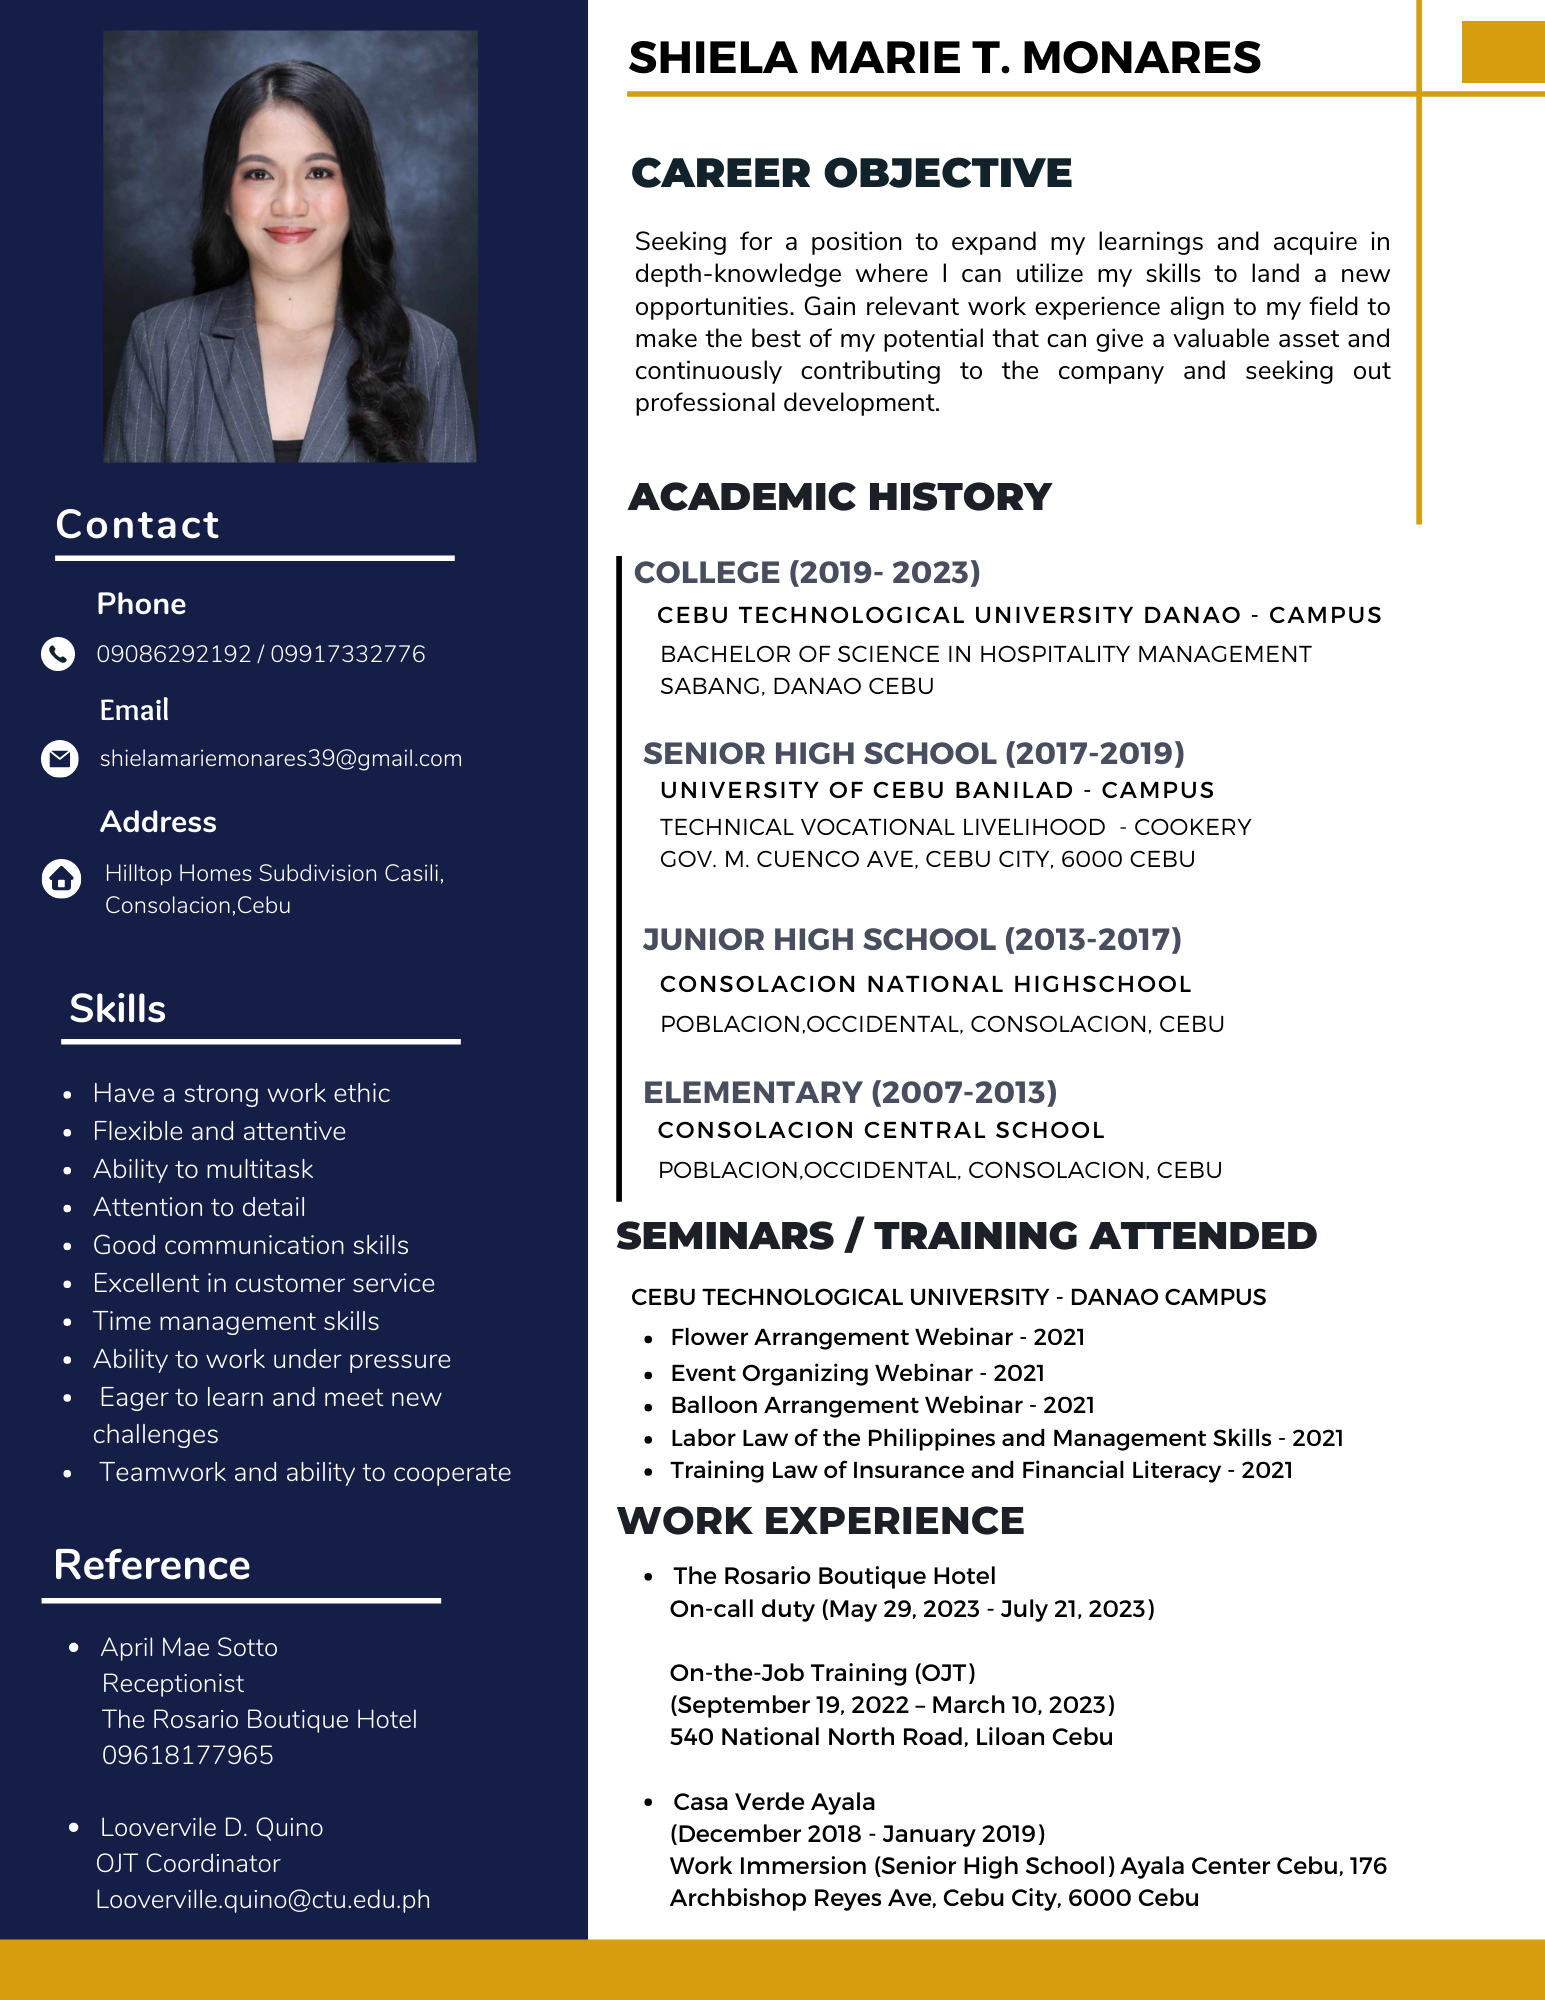 SHIELA MARIE T. MONARES
CAREER OBJECTIVE
Seeking for a position to expand my learnings and acquire in
depth-knowledge where I can utilize my skills to land a new
opportunities. Gain relevant work experience align to my field to
make the best of my potential that can give a valuable asset and
continuously contributing to the company and seeking out
professional development.
ACADEMIC HISTORY
COLLEGE (2019- 2023)
CEBU TECHNOLOGICAL UNIVERSITY DANAO - CAMPUS
BACHELOR OF SCIENCE IN HOSPITALITY MANAGEMENT
SABANG, DANAO CEBU
SENIOR HIGH SCHOOL (2017-2019)
UNIVERSITY OF CEBU BANILAD - CAMPUS
TECHNICAL VOCATIONAL LIVELIHOOD - COOKERY
GOV. M. CUENCO AVE, CEBU CITY, 6000 CEBU
JUNIOR HIGH SCHOOL (2013-2017)
CONSOLACION NATIONAL HIGHSCHOOL
POBLACION,OCCIDENTAL, CONSOLACION, CEBU
ELEMENTARY (2007-2013)
CONSOLACION CENTRAL SCHOOL
POBLACION,OCCIDENTAL, CONSOLACION, CEBU
SEMINARS / TRAINING ATTENDED
CEBU TECHNOLOGICAL UNIVERSITY - DANAO CAMPUS
• Flower Arrangement Webinar - 2021
• Event Organizing Webinar - 2021
• Balloon Arrangement Webinar - 2021
• Labor Law of the Philippines and Management Skills - 2021
• Training Law of Insurance and Financial Literacy - 2021
WORK EXPERIENCE
• The Rosario Boutique Hotel
On-call duty (May 29, 2023 - July 21, 2023)
On-the-Job Training (OJT)
(September 19, 2022 – March 10, 2023)
540 National North Road, Liloan Cebu
• Casa Verde Ayala
(December 2018 - January 2019)
Work Immersion (Senior High School) Ayala Center Cebu, 176
Archbishop Reyes Ave, Cebu City, 6000 Cebu
Contact
Phone
09086292192 / 09917332776
Email
shielamariemonares39@gmail.com
Address
Hilltop Homes Subdivision Casili,
Consolacion,Cebu
Skills
• Have a strong work ethic
• Flexible and attentive
• Ability to multitask
• Attention to detail
• Good communication skills
• Excellent in customer service
• Time management skills
• Ability to work under pressure
• Eager to learn and meet new
challenges
• Teamwork and ability to cooperate
Reference
• April Mae Sotto
Receptionist
The Rosario Boutique Hotel
09618177965
• Loovervile D. Quino
OJT Coordinator
Looverville.quino@ctu.edu.ph